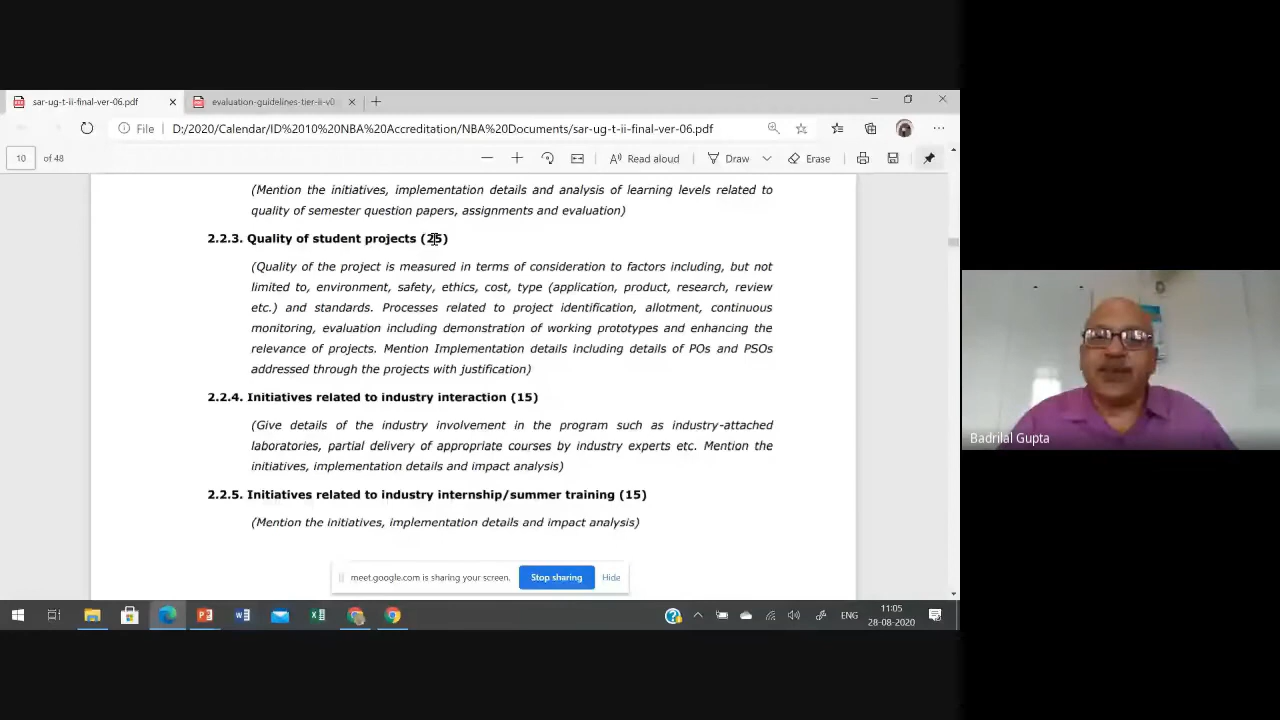 sar-ug-t-ii-final-ver-06.pdf
evaluation-guidelines-tier-ii-v0
File D:/2020/Calendar/ID%2010%20NBA%20Accreditation/NBA%20Documents/sar-ug-t-ii-final-ver-06.pdf
10 of 48
Read aloud
Draw
Erase
(Mention the initiatives, implementation details and analysis of learning levels related to
quality of semester question papers, assignments and evaluation)
2.2.3. Quality of student projects (25)
(Quality of the project is measured in terms of consideration to factors including, but not
limited to, environment, safety, ethics, cost, type (application, product, research, review
etc.) and standards. Processes related to project identification, allotment, continuous
monitoring, evaluation including demonstration of working prototypes and enhancing the
relevance of projects. Mention Implementation details including details of POs and PSOs
addressed through the projects with justification)
2.2.4. Initiatives related to industry interaction (15)
(Give details of the industry involvement in the program such as industry-attached
laboratories, partial delivery of appropriate courses by industry experts etc. Mention the
initiatives, implementation details and impact analysis)
2.2.5. Initiatives related to industry internship/summer training (15)
(Mention the initiatives, implementation details and impact analysis)
meet.google.com is sharing your screen.
Stop sharing
Hide
ENG
11:05
28-08-2020
Badrilal Gupta